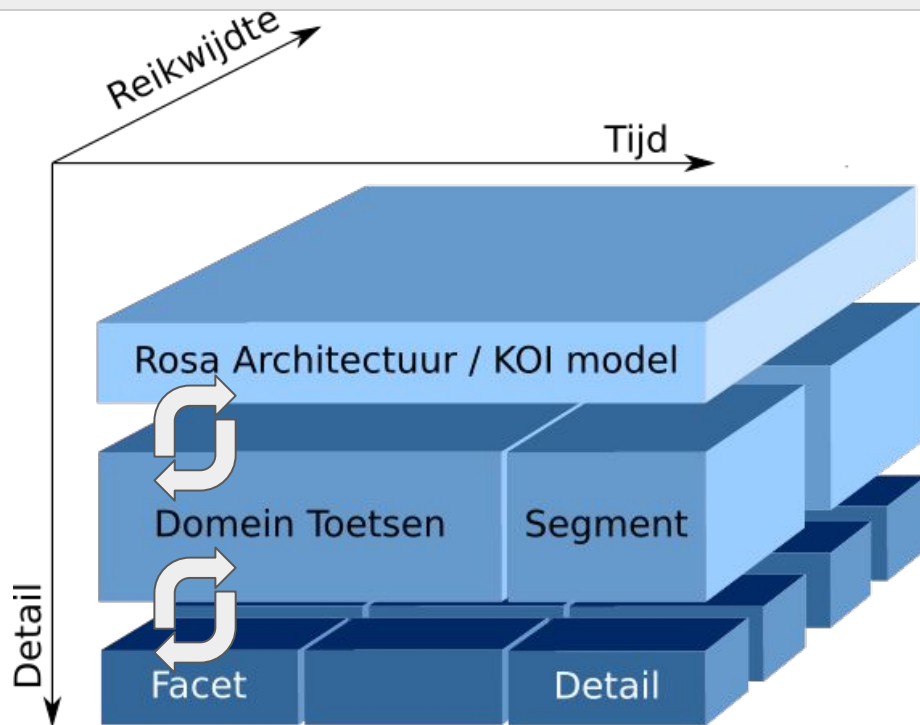 Reikwijdte
Tijd
Rosa Architectuur / KOI model
Domein Toetsen
Segment
Detail
Facet
Detail